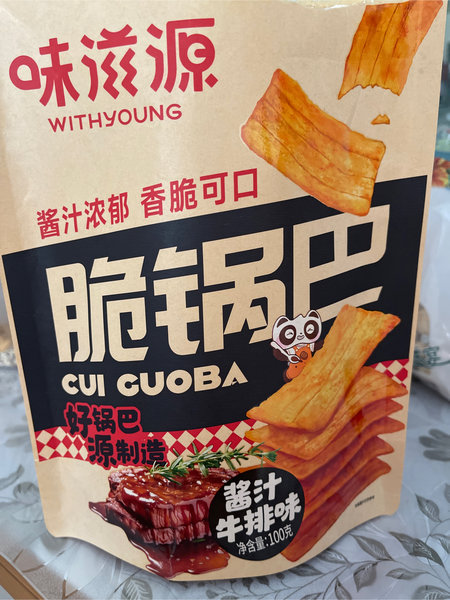 味滋源
WITHYOUNG
酱汁浓郁 香脆可口
脆锅巴
CUI GUOBA
好锅巴
源制造
酱汁
牛排味
净含量:100克